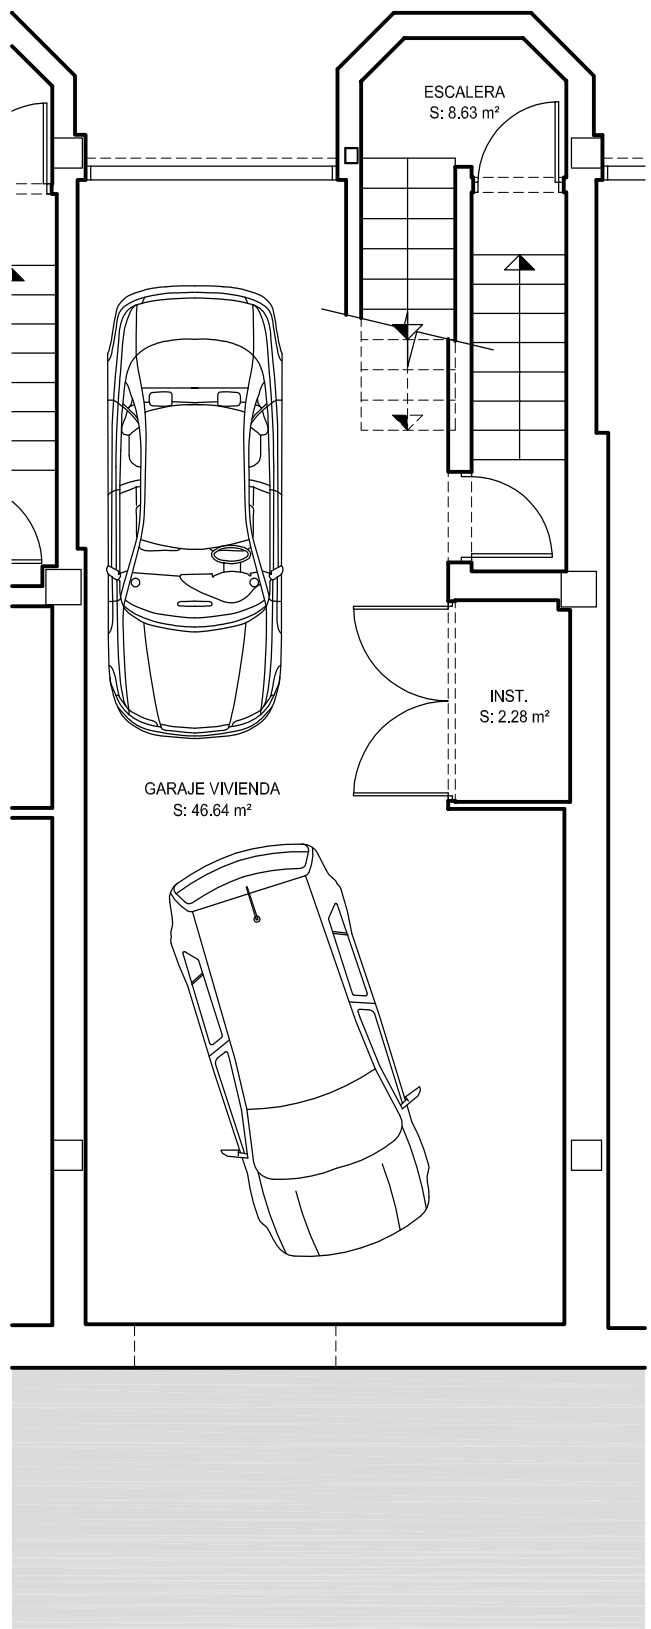 ESCALERA
S: 8.63 m²
INST.
S: 2.28 m²
GARAJE VIVIENDA
S: 46.64 m²